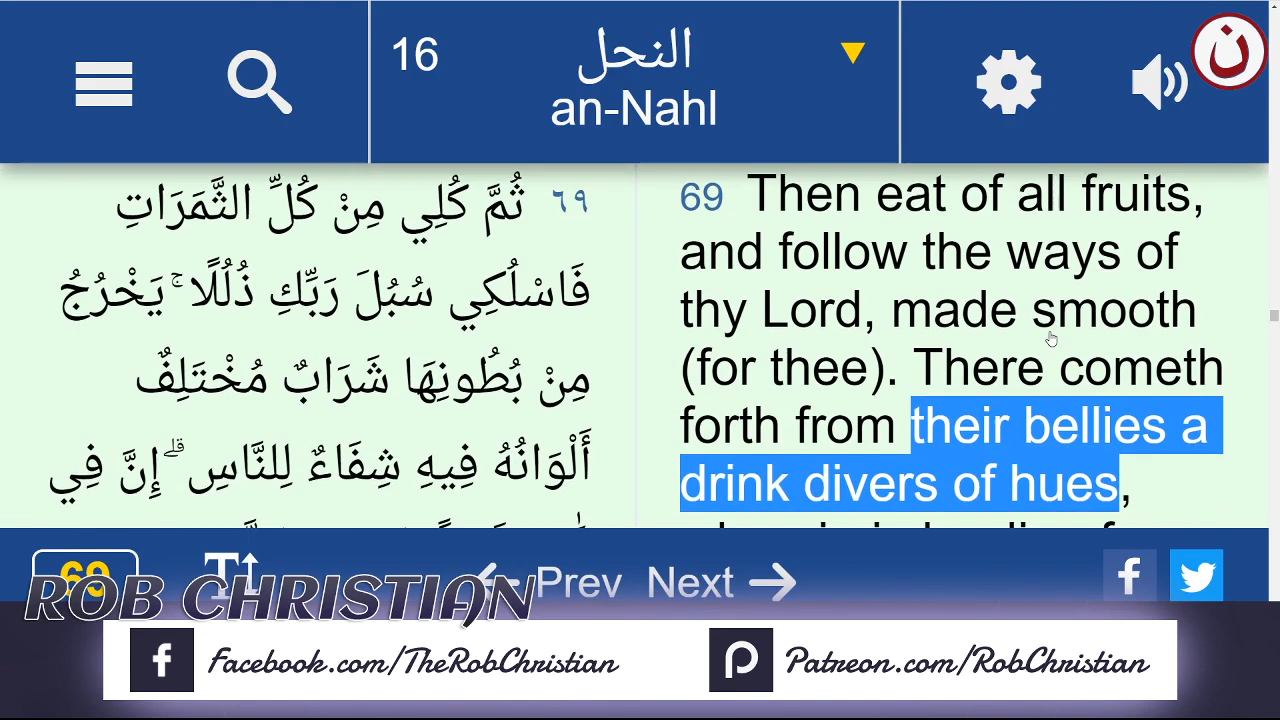 16
النحل
an-Nahl
ن
٦٩ ثُمَّ كُلِي مِنْ كُلِّ الثَّمَرَاتِ
فَاسْلُكِي سُبُلَ رَبِّكِ ذُلُلًا ۚ يَخْرُجُ
مِنْ بُطُونِهَا شَرَابٌ مُخْتَلِفٌ
أَلْوَانُهُ فِيهِ شِفَاءٌ لِلنَّاسِ ۗ إِنَّ فِي
69 Then eat of all fruits,
and follow the ways of
thy Lord, made smooth
(for thee). There cometh
forth from their bellies a
drink divers of hues,
69
T
Prev Next
ROB CHRISTIAN
Facebook.com/TheRobChristian
Patreon.com/RobChristian